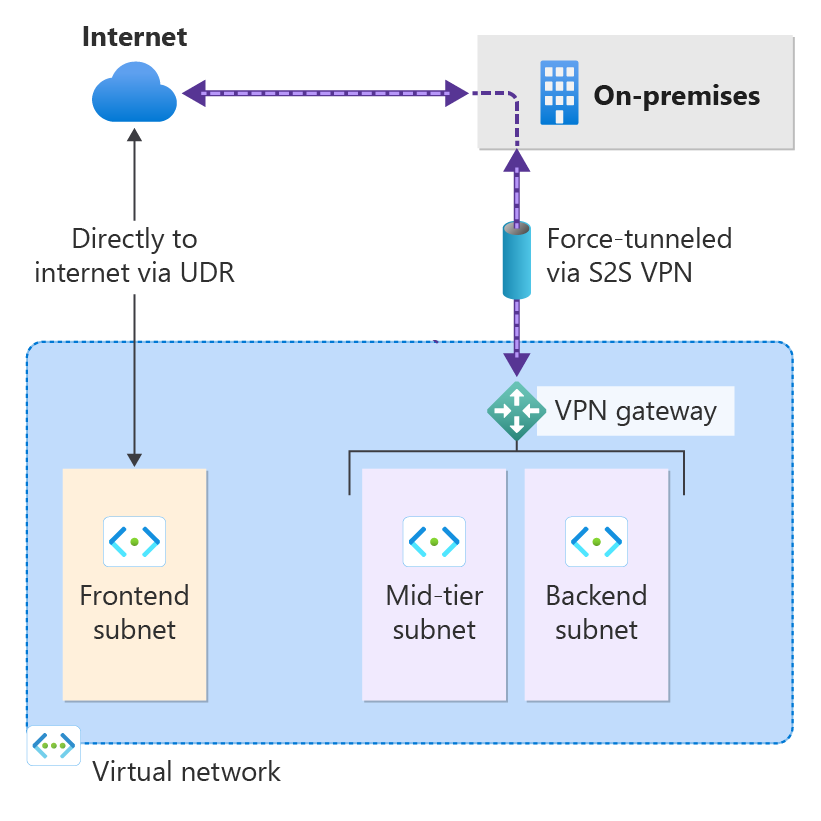 Internet
On-premises
Directly to
internet via UDR
Force-tunneled
via S2S VPN
VPN gateway
Frontend
subnet
Mid-tier
subnet
Backend
subnet
Virtual network